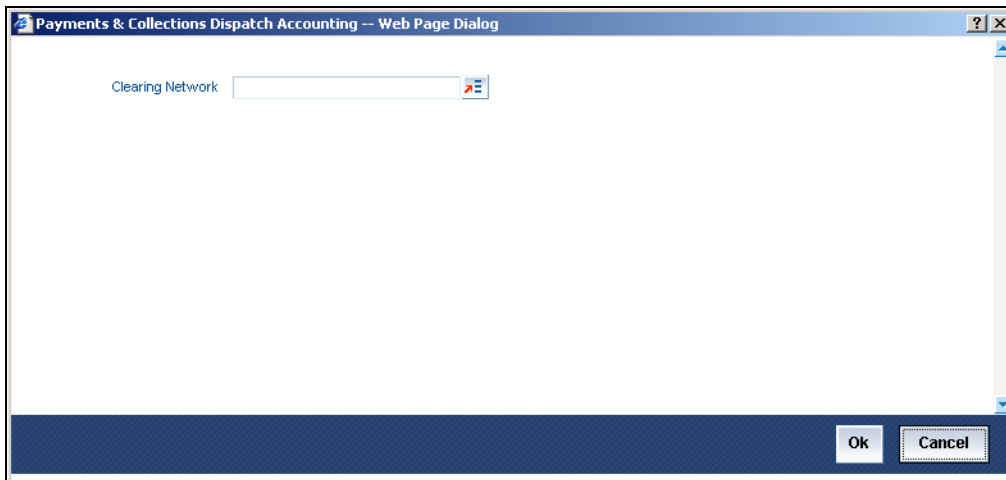 Payments & Collections Dispatch Accounting -- Web Page Dialog
Clearing Network
Ok Cancel